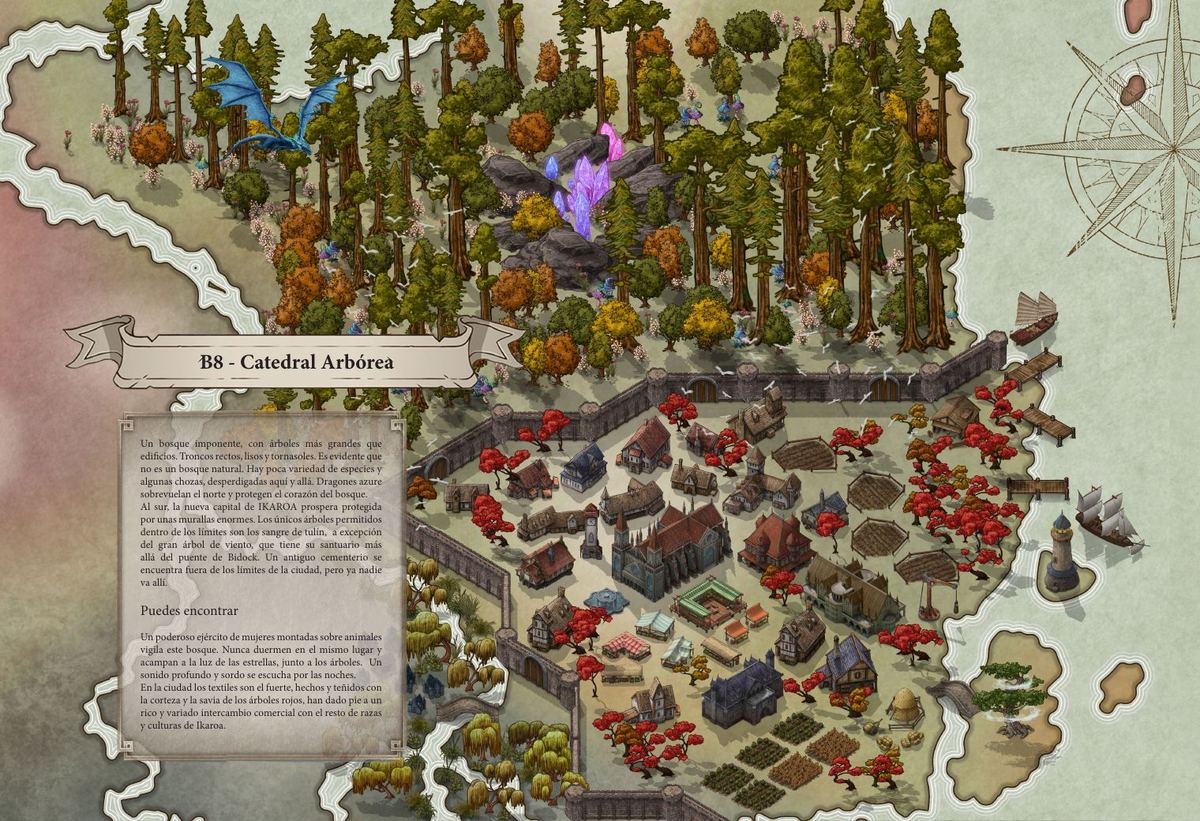 B8 - Catedral Arbórea
Un bosque imponente, con árboles más grandes que
edificios. Troncos rectos, lisos y tornasoles. Es evidente que
no es un bosque natural. Hay poca variedad de especies y
algunas chozas, desperdigadas aquí y allá. Dragones azure
sobrevuelan el norte y protegen el corazón del bosque.
Al sur, la nueva capital de IKAROA prospera protegida
por unas murallas enormes. Los únicos árboles permitidos
dentro de los límites son los sangre de tulín, a excepción
del gran árbol de viento, que tiene su santuario más
allá del puente de Bidock. Un antiguo cementerio se
encuentra fuera de los límites de la ciudad, pero ya nadie
va allí.
Puedes encontrar
Un poderoso ejército de mujeres montadas sobre animales
vigila este bosque. Nunca duermen en el mismo lugar y
acampan a la luz de las estrellas, junto a los árboles. Un
sonido profundo y sordo se escucha por las noches.
En la ciudad los textiles son el fuerte, hechos y teñidos con
la corteza y la savia de los árboles rojos, han dado pie a un
rico y variado intercambio comercial con el resto de razas
y culturas de Ikaroa.